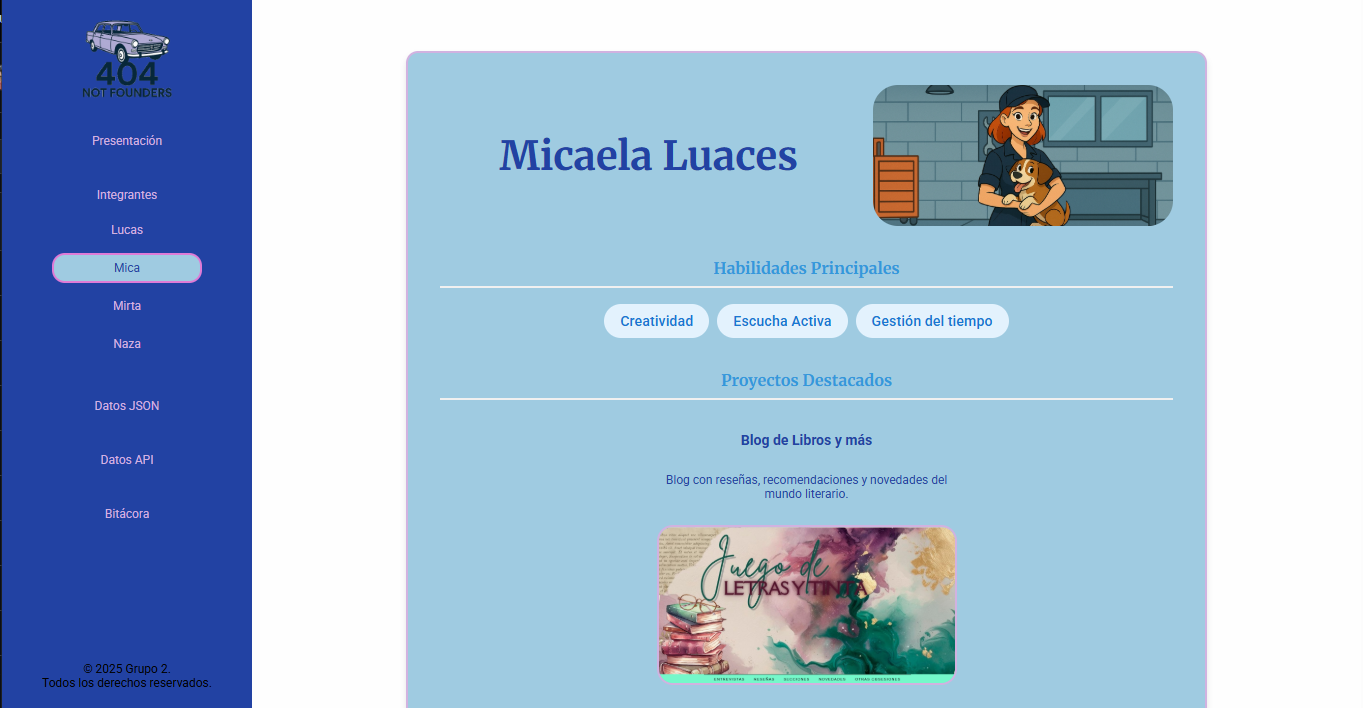 404
NOT FOUNDERS
Presentación
Integrantes
Lucas
Mica
Mirta
Naza
Datos JSON
Datos API
Bitácora
© 2025 Grupo 2.
Todos los derechos reservados.
Micaela Luaces
Habilidades Principales
Creatividad
Escucha Activa
Gestión del tiempo
Proyectos Destacados
Blog de Libros y más
Blog con reseñas, recomendaciones y novedades del
mundo literario.
Juego de
LETRAS Y TINTA
ENTREVISTAS RESEÑAS SECCIONES NOVEDADES OTRAS OBSESIONES